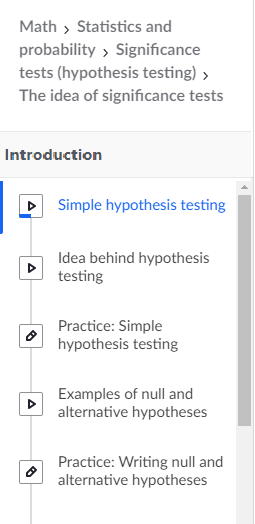 Math › Statistics and
probability › Significance
tests (hypothesis testing) ›
The idea of significance tests
Introduction
Simple hypothesis testing
Idea behind hypothesis
testing
Practice: Simple
hypothesis testing
Examples of null and
alternative hypotheses
Practice: Writing null and
alternative hypotheses